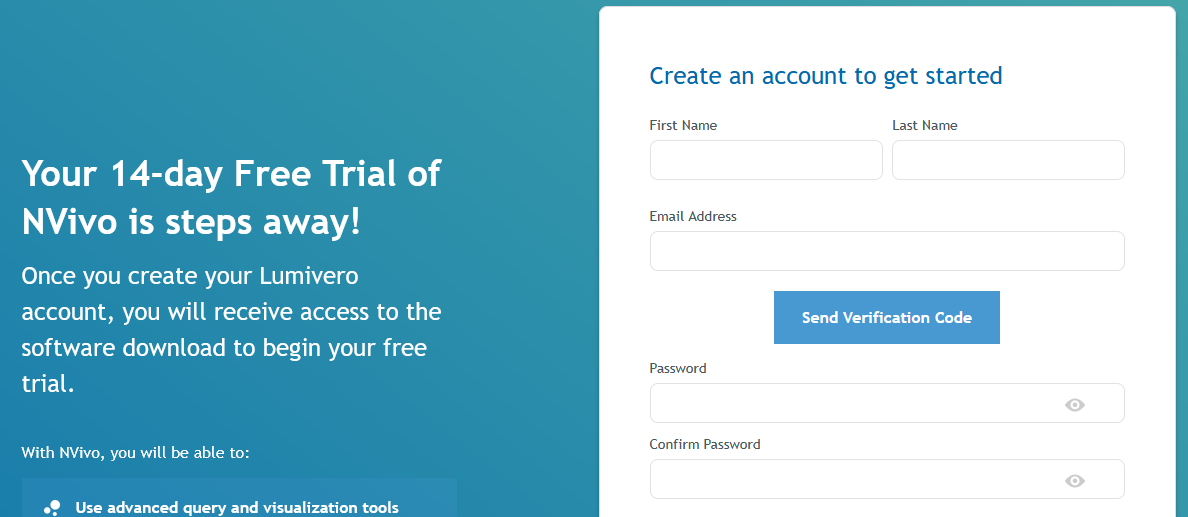 Your 14-day Free Trial of
NVivo is steps away!
Once you create your Lumivero
account, you will receive access to the
software download to begin your free
trial.
With NVivo, you will be able to:
Use advanced query and visualization tools
Create an account to get started
First Name
Last Name
Email Address
Send Verification Code
Password
Confirm Password